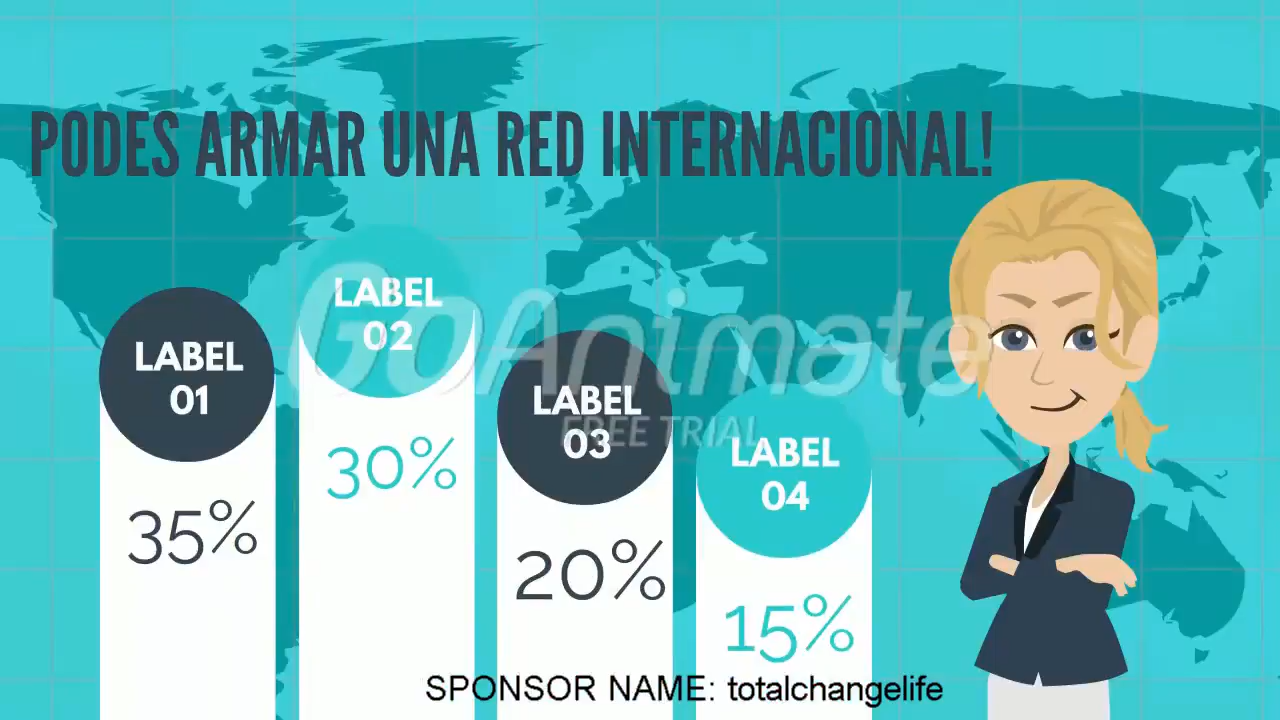 PODES ARMAR UNA RED INTERNACIONAL!
LABEL
01
35%
LABEL
02
30%
LABEL
03
20%
LABEL
04
15%
GoAnimate
FREE TRIAL
SPONSOR NAME: totalchangelife